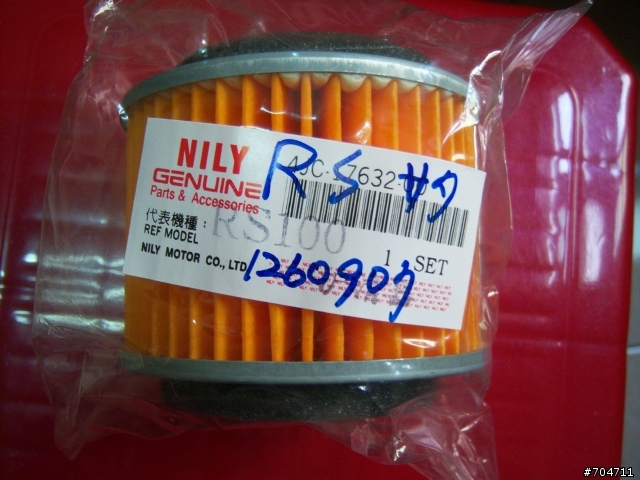 NILY
GENUINE
Parts & Accessories
代表機種：
REF MODEL
RS100
NILY MOTOR CO., LTD
1 SET
RS
1260907
#704711